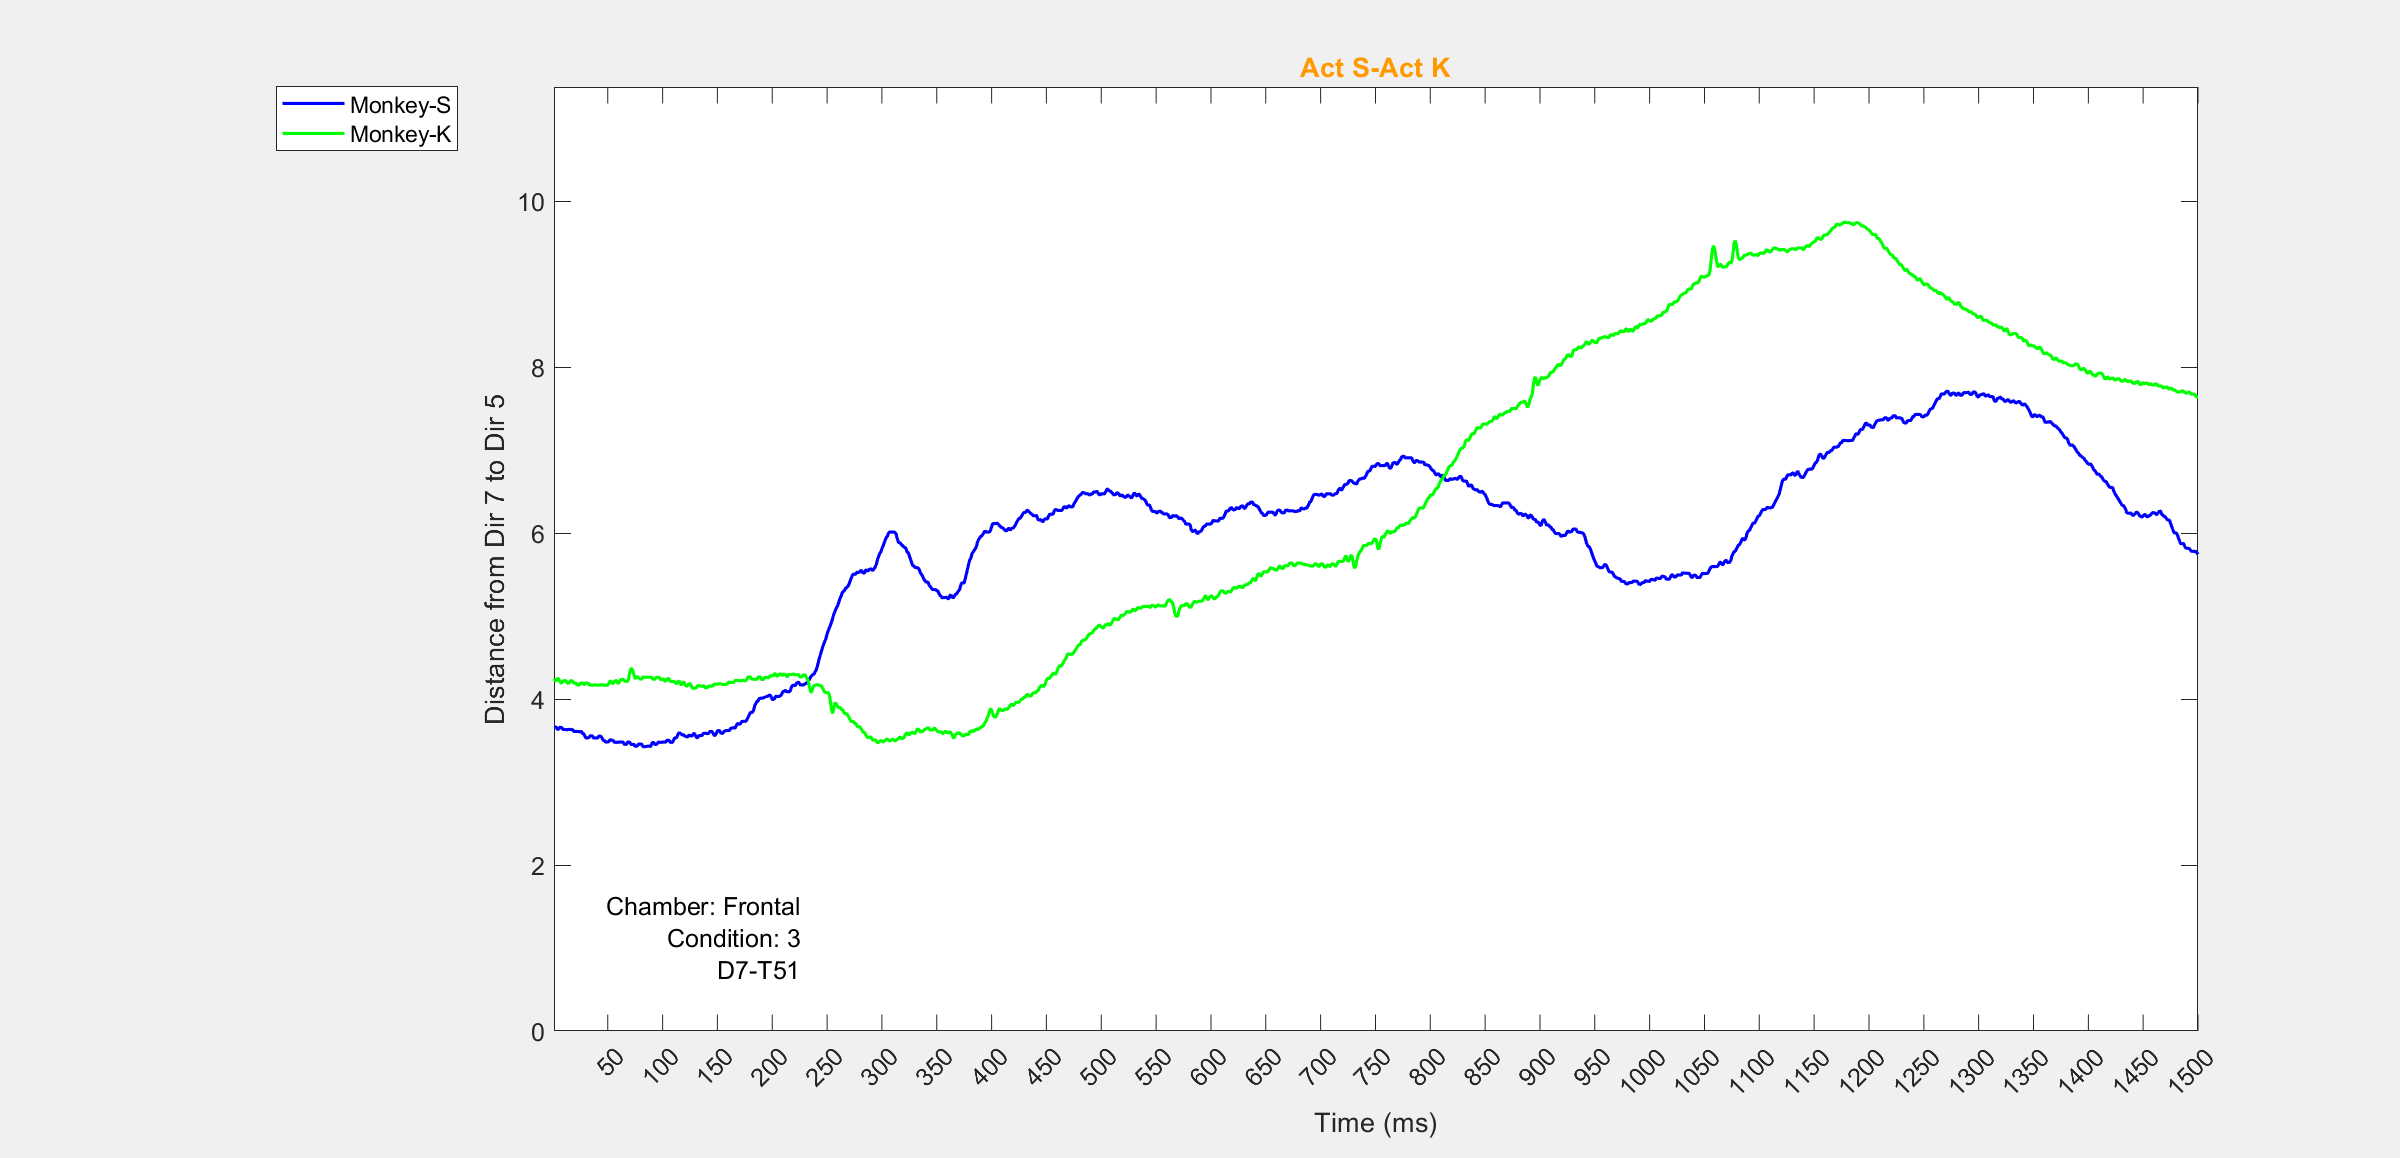 Act S-Act K
Monkey-S
Monkey-K
Distance from Dir 7 to Dir 5
10
8
6
4
2
0
Chamber: Frontal
Condition: 3
D7-T51
50 100 150 200 250 300 350 400 450 500 550 600 650 700 750 800 850 900 950 1000 1050 1100 1150 1200 1250 1300 1350 1400 1450 1500
Time (ms)